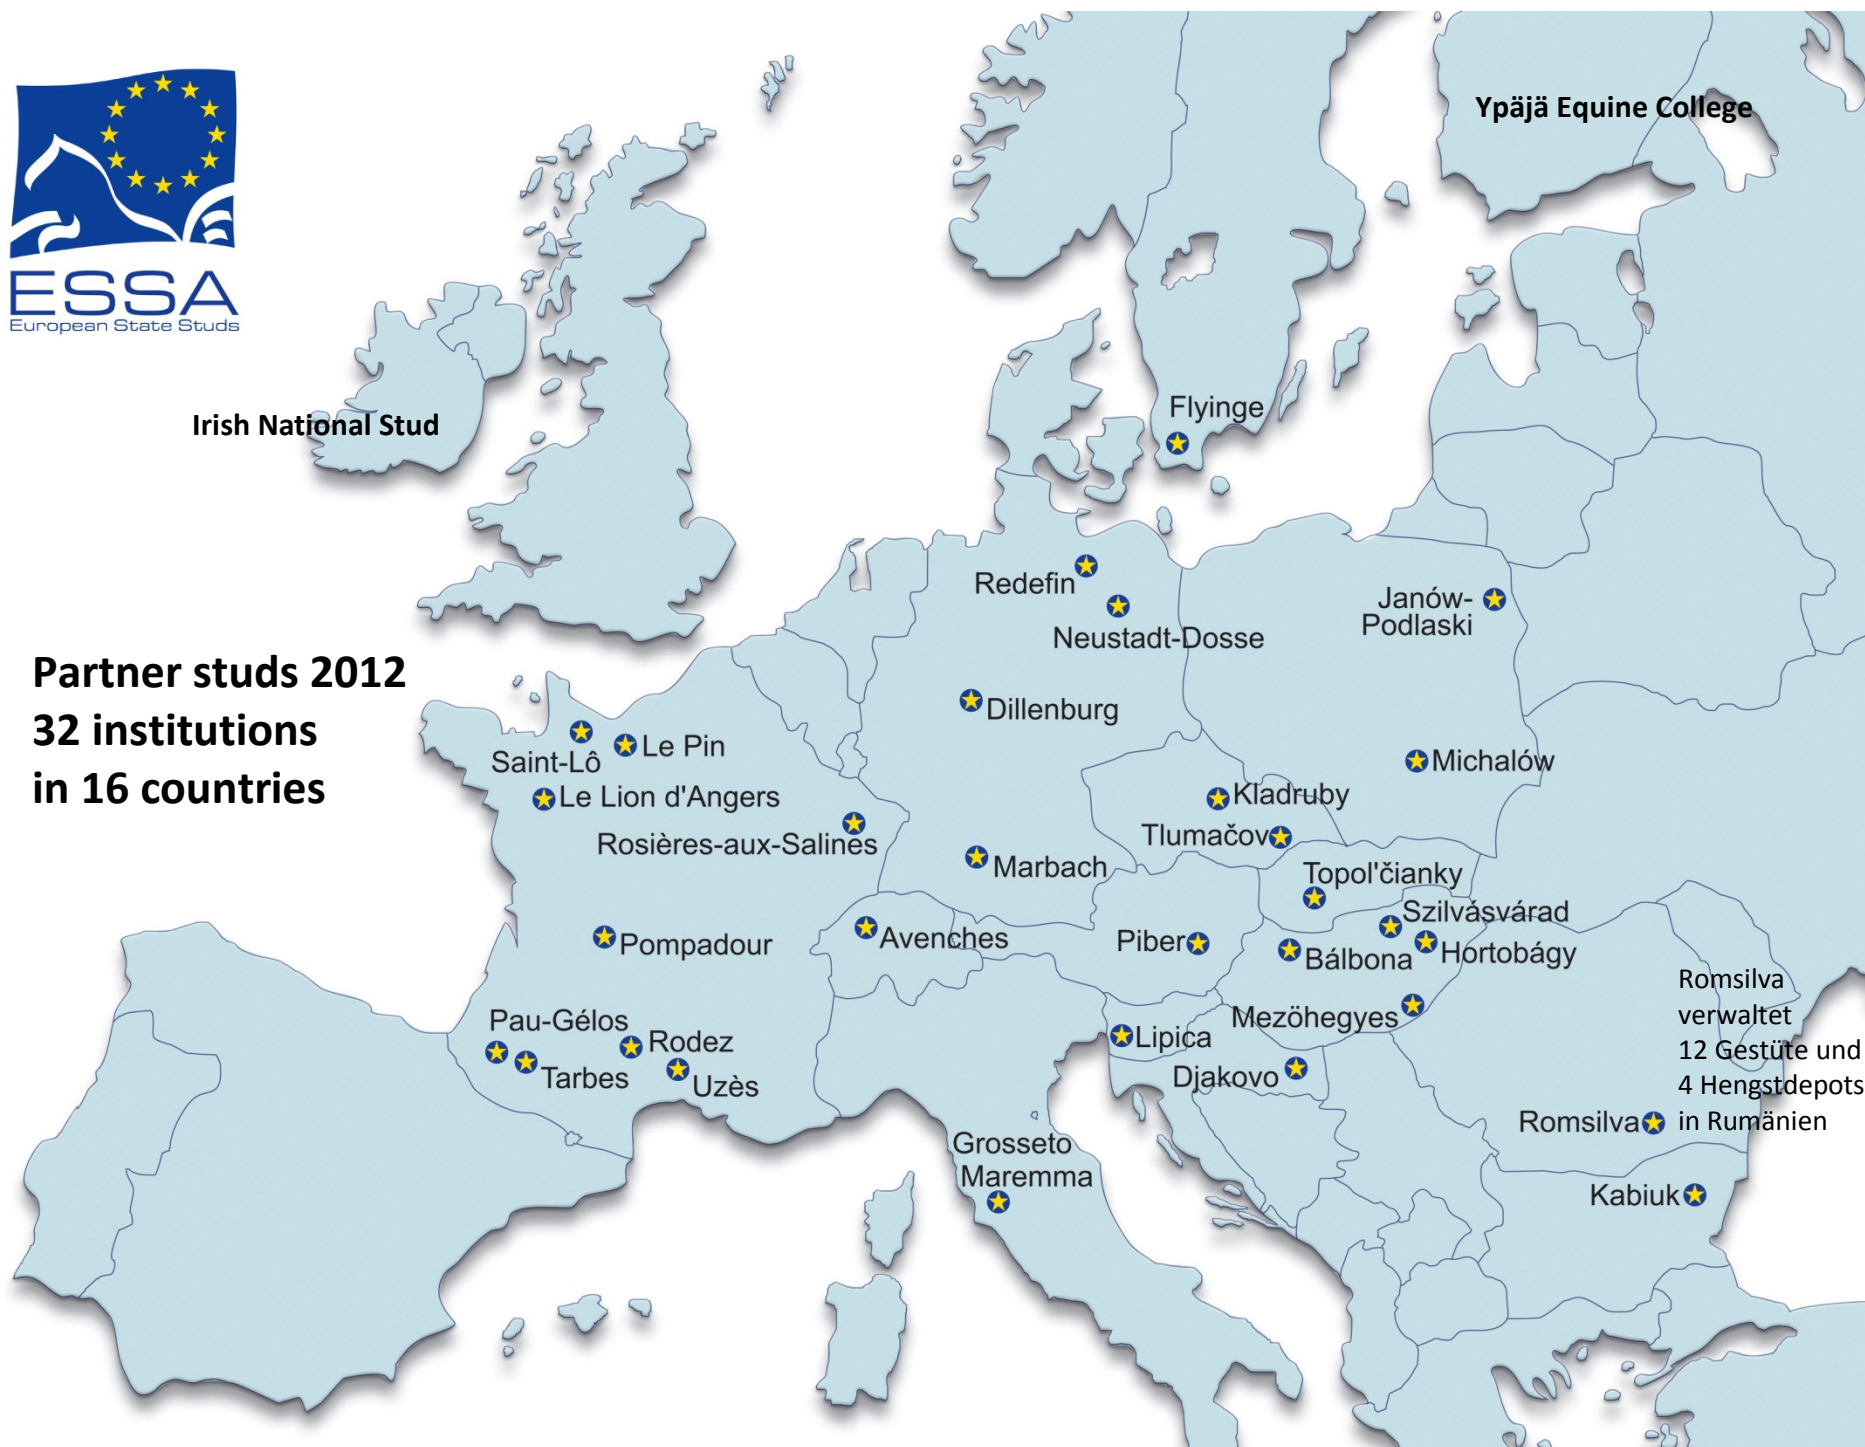 ESSA
European State Studs
Ypäjä Equine College
Irish National Stud
Partner studs 2012
32 institutions
in 16 countries
Flyinge
Redefin
Neustadt-Dosse
Janów-
Podlaski
Dillenburg
Saint-Lô
Le Pin
Le Lion d'Angers
Rosières-aux-Salines
Michalów
Kladruby
Tlumačov
Marbach
Topol'čianky
Szilvásvárad
Pompadour
Avenches
Piber
Bálbona
Hortobágy
Mezöhegyes
Pau-Gélos
Tarbes
Rodez
Uzès
Lipica
Djakovo
Romsilva
verwaltet
12 Gestüte und
4 Hengstdepots
in Rumänien
Romsilva
Grosseto
Maremma
Kabiuk